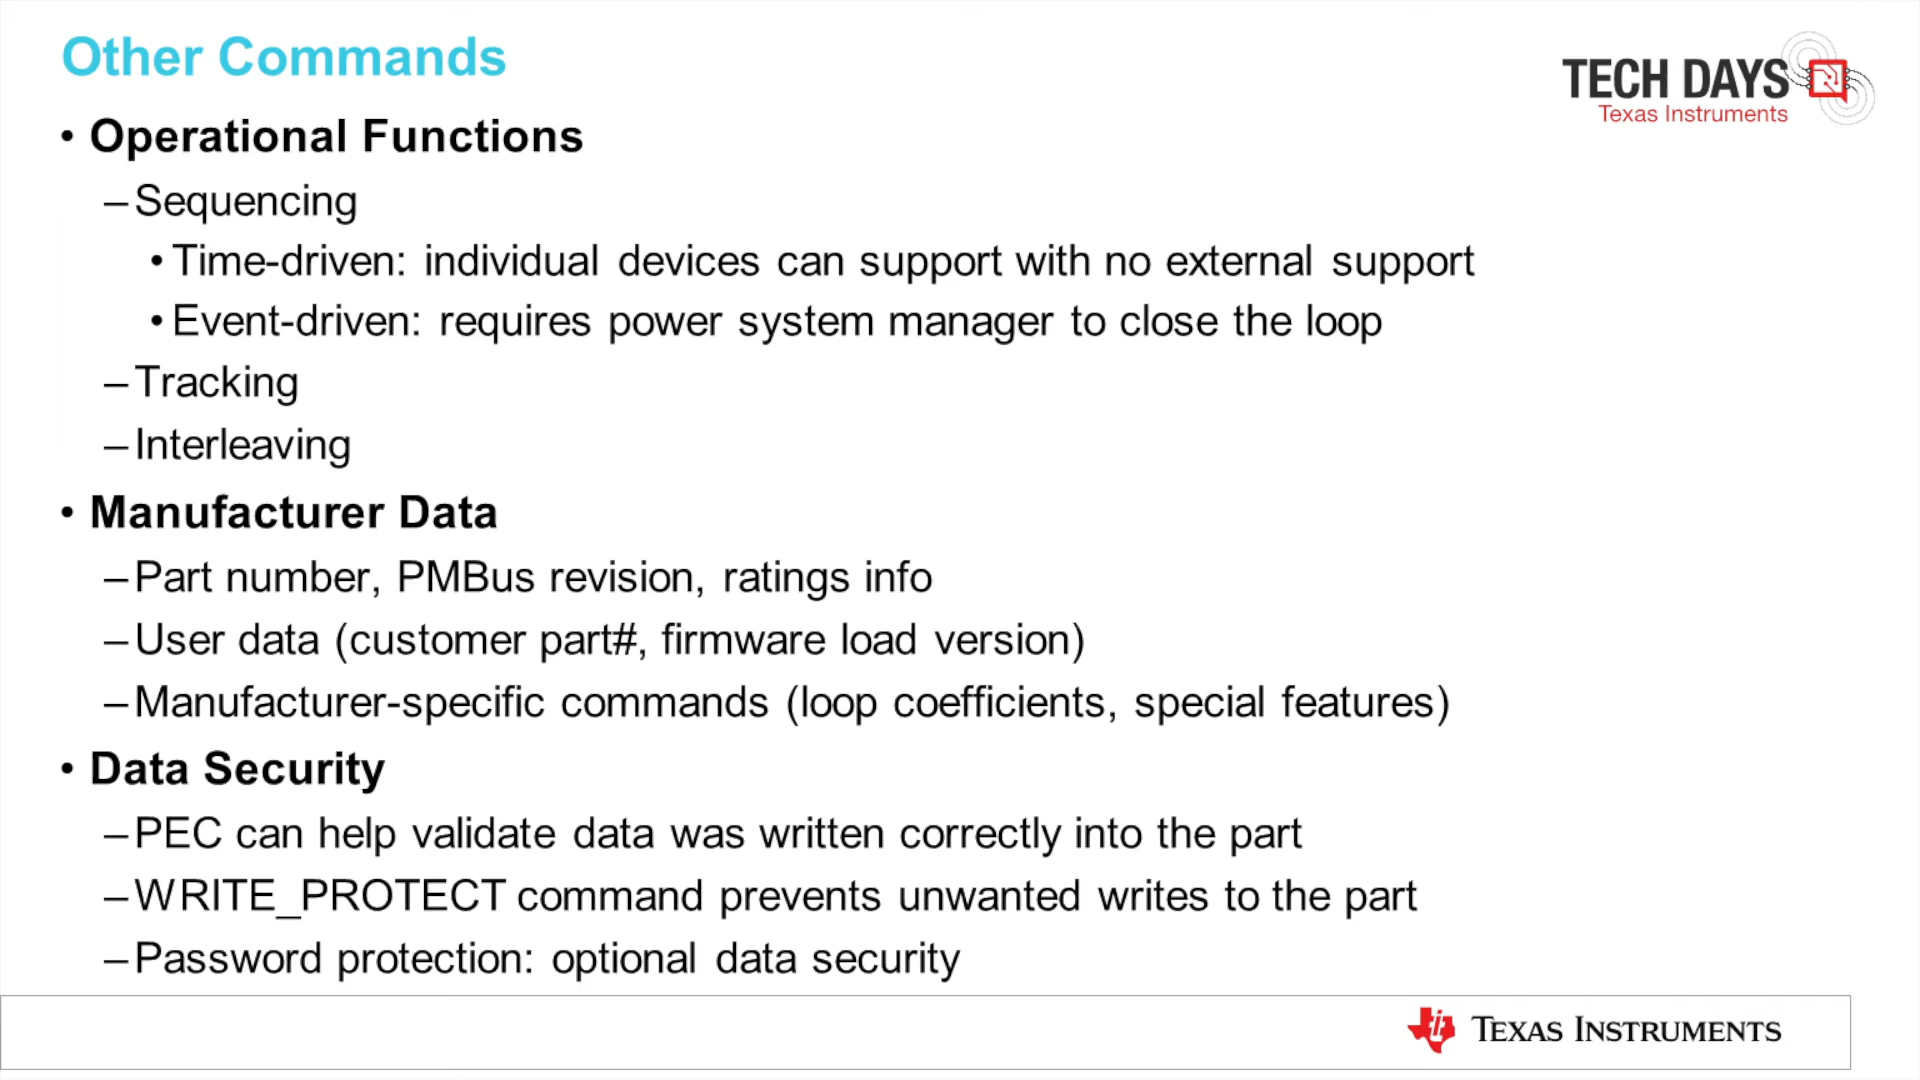 Other Commands
TECH DAYS
Texas Instruments
• Operational Functions
– Sequencing
• Time-driven: individual devices can support with no external support
• Event-driven: requires power system manager to close the loop
– Tracking
– Interleaving
• Manufacturer Data
– Part number, PMBus revision, ratings info
– User data (customer part#, firmware load version)
– Manufacturer-specific commands (loop coefficients, special features)
• Data Security
– PEC can help validate data was written correctly into the part
– WRITE_PROTECT command prevents unwanted writes to the part
– Password protection: optional data security
TEXAS INSTRUMENTS